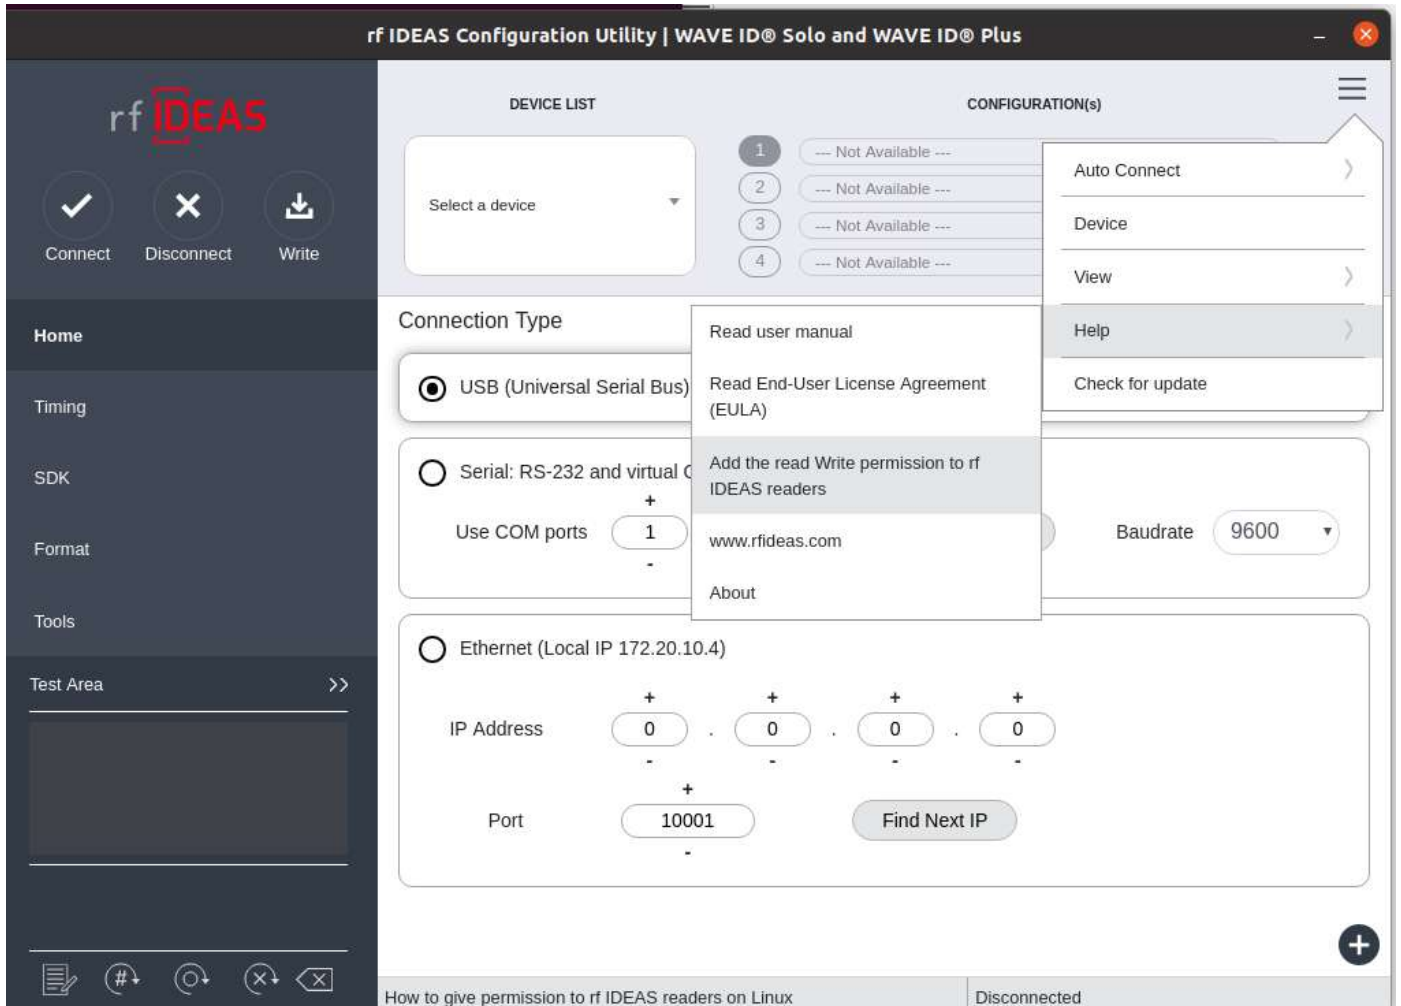 rf IDEAS Configuration Utility | WAVE ID® Solo and WAVE ID® Plus
rf IDEAS
Connect
Disconnect
Write
Home
Timing
SDK
Format
Tools
Test Area
DEVICE LIST
Select a device
CONFIGURATION(s)
1
--- Not Available ---
2
--- Not Available ---
3
--- Not Available ---
4
--- Not Available ---
Auto Connect
Device
View
Help
Check for update
Read user manual
Read End-User License Agreement
(EULA)
Add the read Write permission to rf
IDEAS readers
www.rfideas.com
About
Connection Type
USB (Universal Serial Bus)
Serial: RS-232 and virtual
+
Use COM ports 1
-
Baudrate 9600
Ethernet (Local IP 172.20.10.4)
+ + + +
IP Address 0 . 0 . 0 . 0
- - - -
+
Port 10001 Find Next IP
-
+
#
How to give permission to rf IDEAS readers on Linux
Disconnected